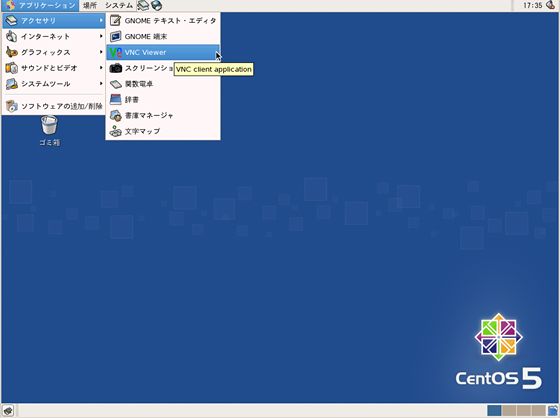 アプリケーション 場所 システム 17:35
アクセサリ
インターネット
グラフィックス
サウンドとビデオ
システムツール
ソフトウェアの追加/削除
GNOME テキスト・エディタ
GNOME 端末
VNC Viewer
スクリーンショ
VNC client application
関数電卓
辞書
書庫マネージャ
文字マップ
ゴミ箱
CentOS 5